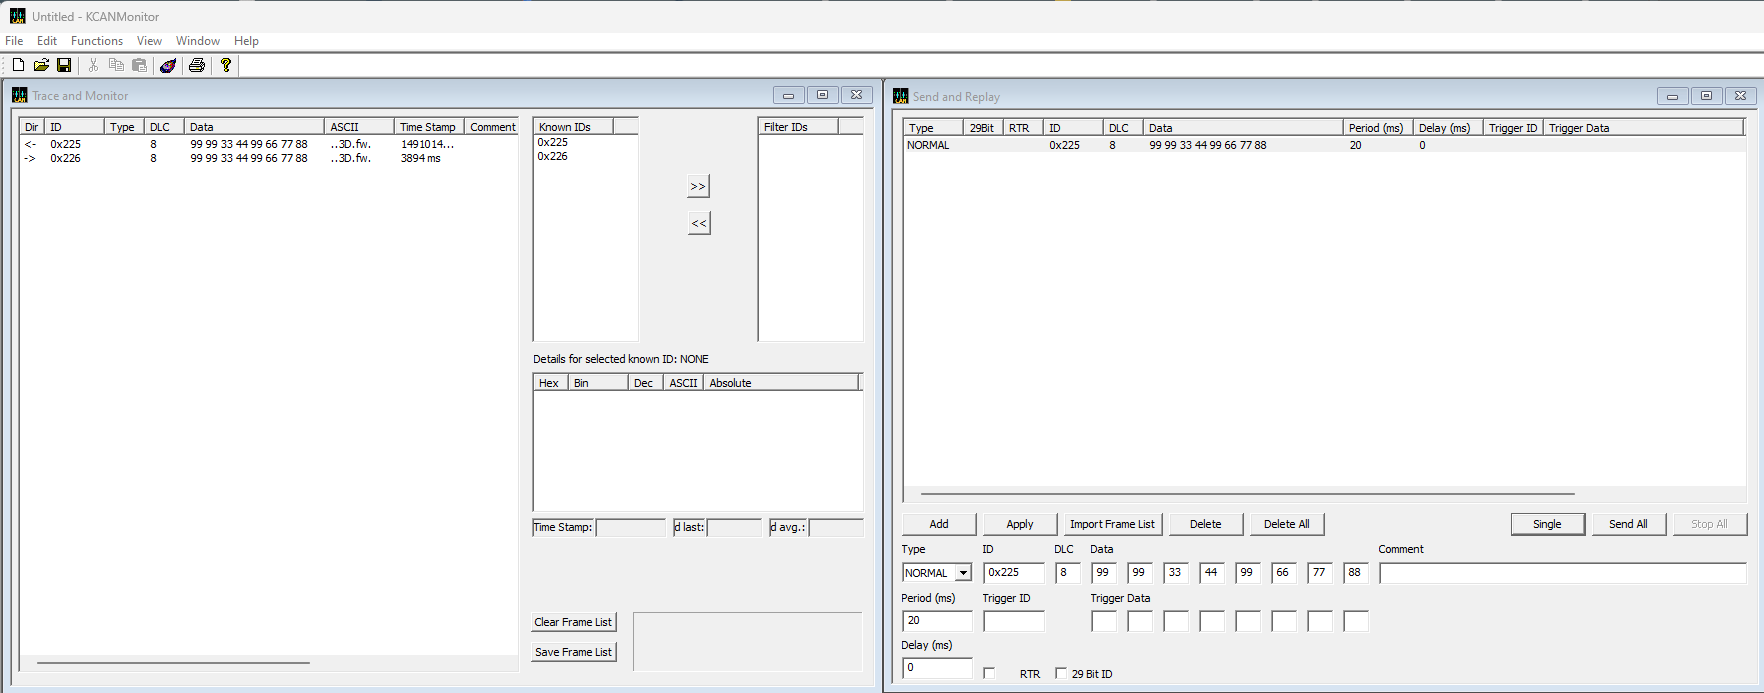 Untitled - KCANMonitor
File Edit Functions View Window Help
Trace and Monitor
Dir ID Type DLC Data ASCII Time Stamp Comment
<- 0x225 8 99 99 33 44 99 66 77 88 ..3D.fw. 1491014...
-> 0x226 8 99 99 33 44 99 66 77 88 ..3D.fw. 3894 ms
Known IDs
0x225
0x226
>>
<<
Filter IDs
Details for selected known ID: NONE
Hex Bin Dec ASCII Absolute
Time Stamp: d last: d avg.:
Clear Frame List
Save Frame List
Send and Replay
Type 29Bit RTR ID DLC Data Period (ms) Delay (ms) Trigger ID Trigger Data
NORMAL 0x225 8 99 99 33 44 99 66 77 88 20 0
Add Apply Import Frame List Delete Delete All Single Send All Stop All
Type ID DLC Data Comment
NORMAL 0x225 8 99 99 33 44 99 66 77 88
Period (ms) Trigger ID Trigger Data
20
Delay (ms)
0 RTR 29 Bit ID